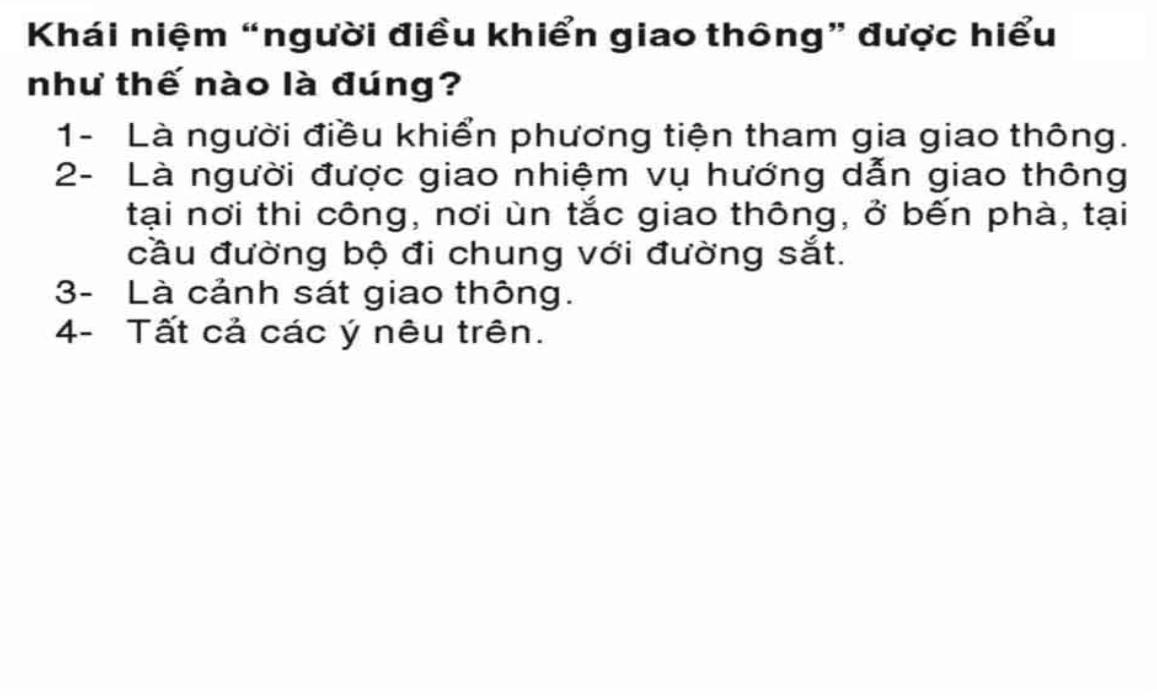 Khái niệm “người điều khiển giao thông” được hiểu
như thế nào là đúng?
1- Là người điều khiển phương tiện tham gia giao thông.
2- Là người được giao nhiệm vụ hướng dẫn giao thông
tại nơi thi công, nơi ùn tắc giao thông, ở bến phà, tại
cầu đường bộ đi chung với đường sắt.
3- Là cảnh sát giao thông.
4- Tất cả các ý nêu trên.